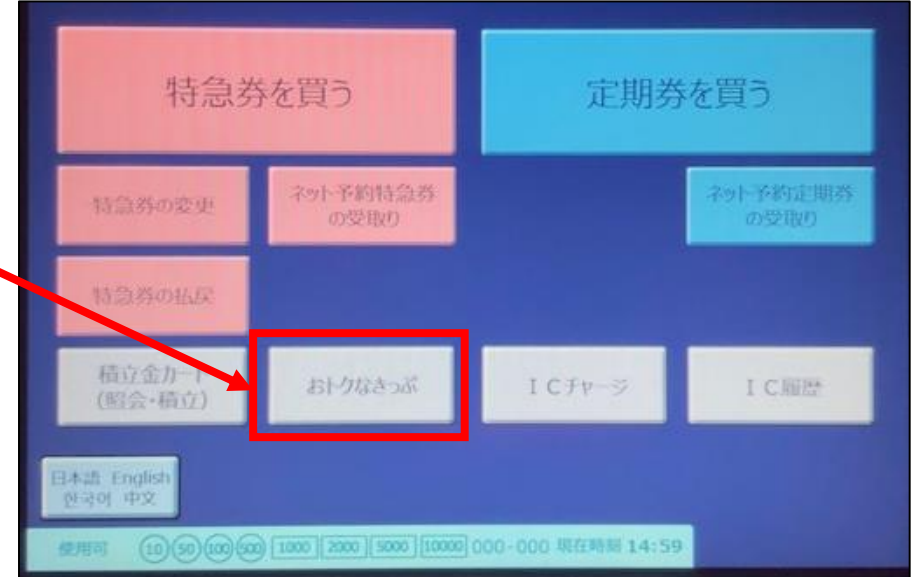 特急券を買う
定期券を買う
特急券の変更
ネット予約特急券
の受取り
ネット予約定期券
の受取り
特急券の払戻
積立金カード
(照会・積立)
おトクなきっぷ
ICチャージ
IC履歴
日本語 English
한국어 中文
使用可 10 50 100 500 1000 2000 5000 10000 000-000 現在時刻 14:59